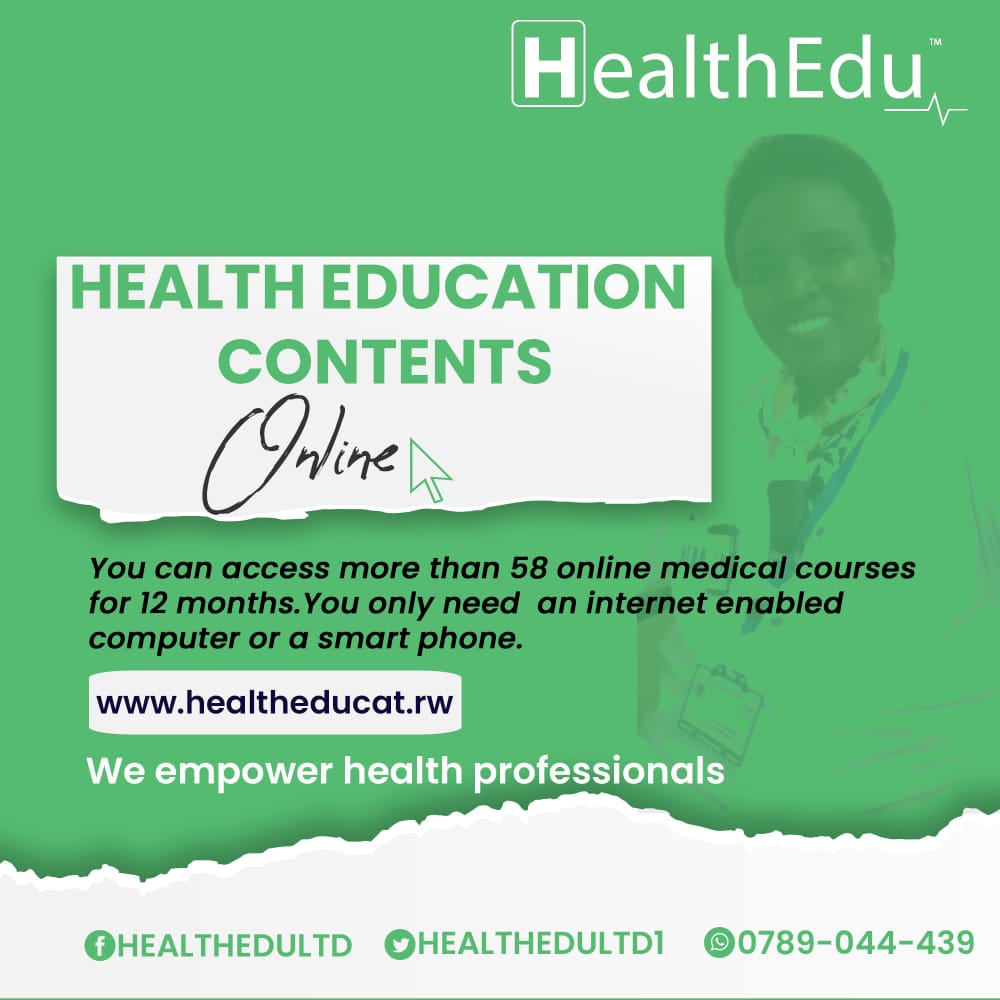 HealthEdu™
HEALTH EDUCATION
CONTENTS
Online
You can access more than 58 online medical courses
for 12 months.You only need  an internet enabled
computer or a smart phone.
www.healtheducat.rw
We empower health professionals
HEALTHEDULTD HEALTHEDULTD1 0789-044-439